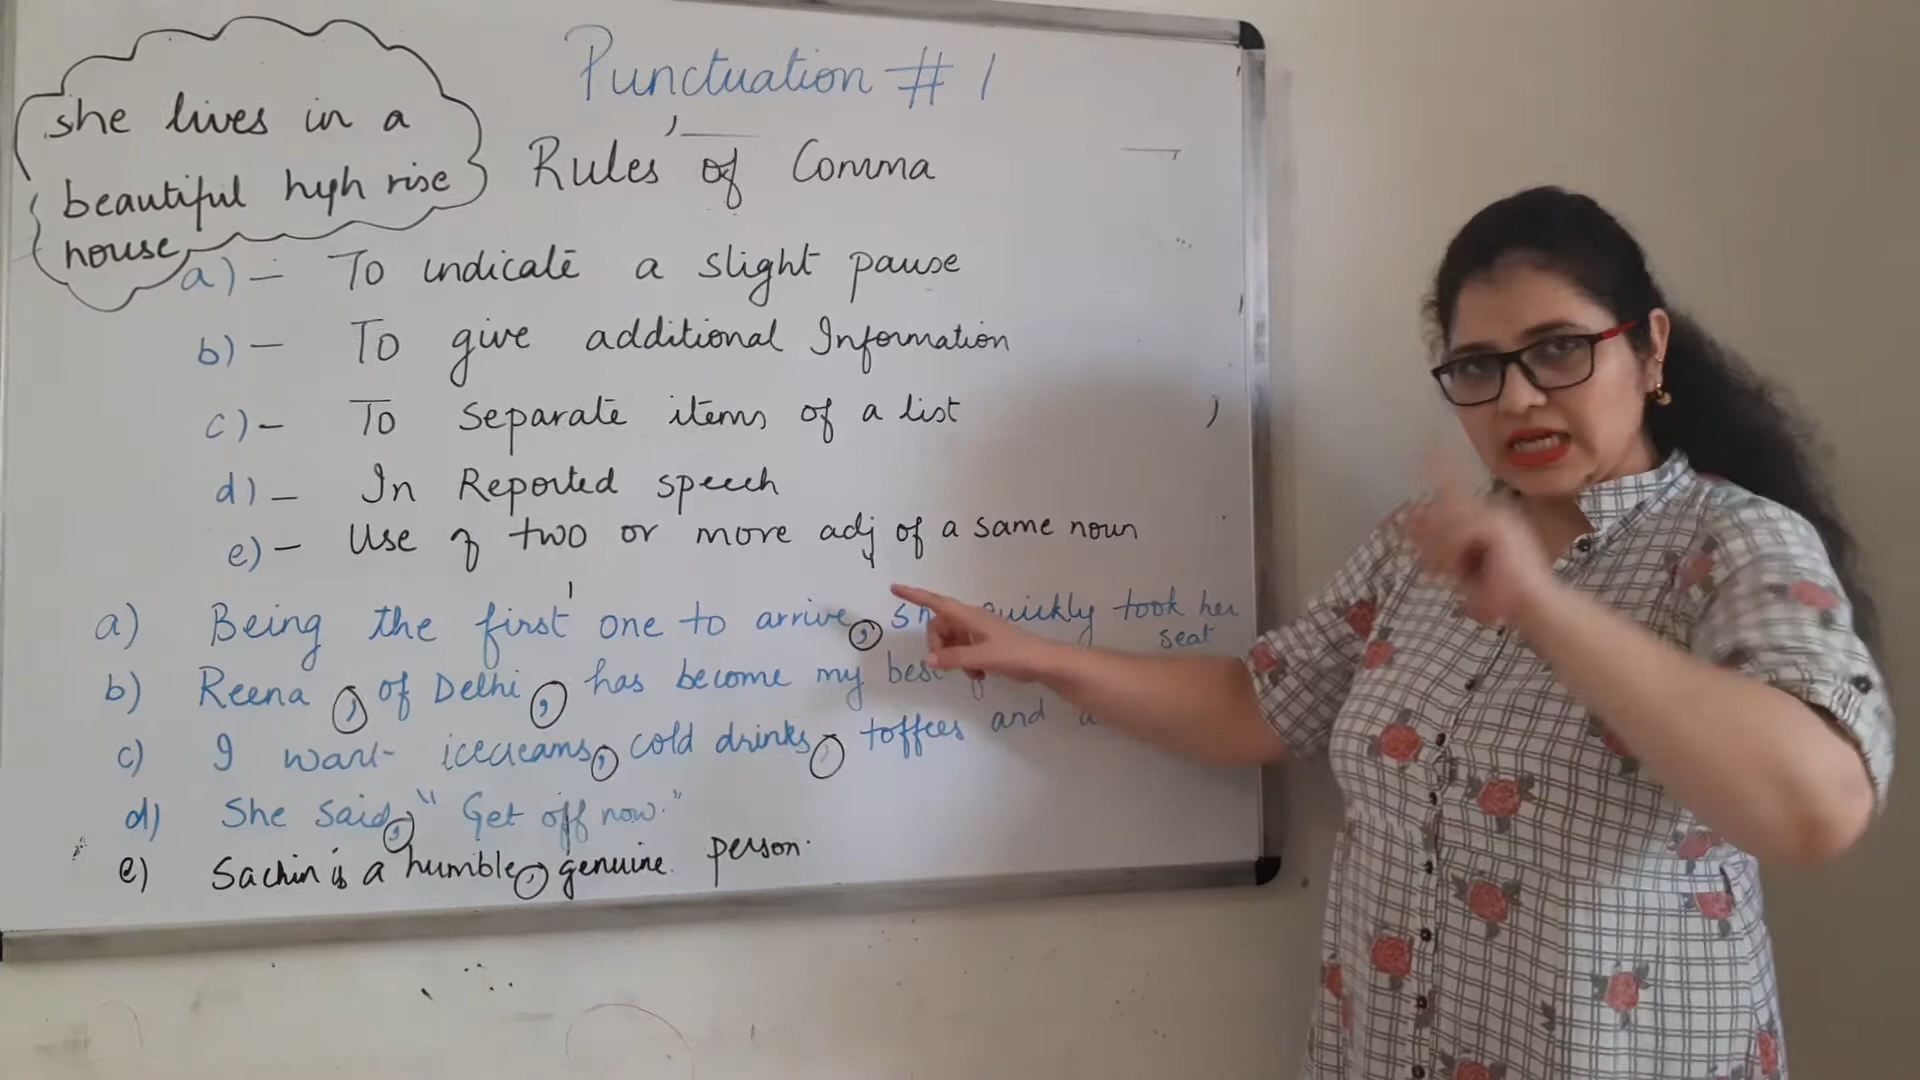 Punctuation # 1
she lives in a
beautiful high rise
house
Rules of Comma
a) - To indicate a slight pause
b) - To give additional Information
c) - To separate items of a list
d) - In Reported speech
e) - Use of two or more adj of a same noun
a) Being the first one to arrive, quickly took her
seat
b) Reena, of Delhi, has become my best
c) I want icecreams, cold drinks, toffees and
d) She said, "Get off now."
e) Sachin is a humble, genuine person.